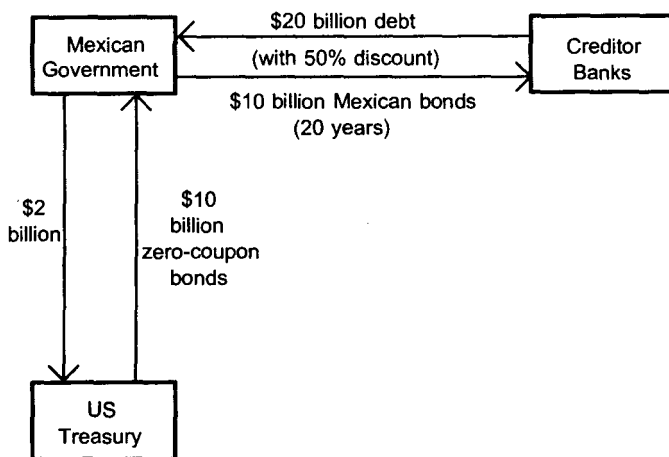 $20 billion debt
Mexican
Government
(with 50% discount)
Creditor
Banks
$10 billion Mexican bonds
(20 years)
$2
billion
$10
billion
zero-coupon
bonds
US
Treasury